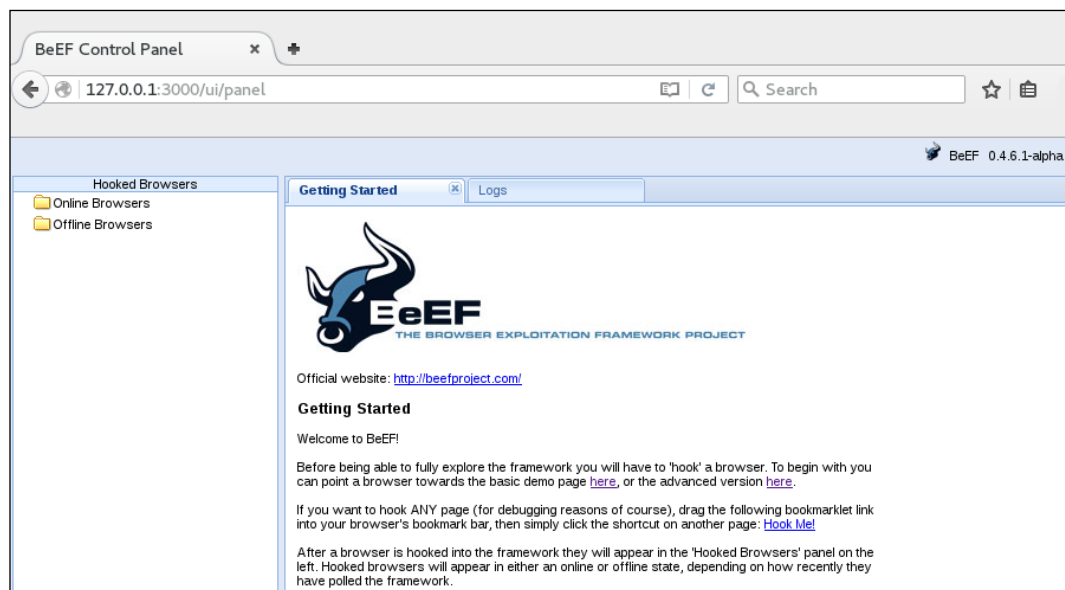 BeEF Control Panel
127.0.0.1:3000/ui/panel
Search
BeEF 0.4.6.1-alpha
Hooked Browsers
Online Browsers
Offline Browsers
Getting Started
Logs
BeEF
THE BROWSER EXPLOITATION FRAMEWORK PROJECT
Official website: http://beefproject.com/
Getting Started
Welcome to BeEF!
Before being able to fully explore the framework you will have to 'hook' a browser. To begin with you
can point a browser towards the basic demo page here, or the advanced version here.
If you want to hook ANY page (for debugging reasons of course), drag the following bookmarklet link
into your browser's bookmark bar, then simply click the shortcut on another page: Hook Me!
After a browser is hooked into the framework they will appear in the 'Hooked Browsers' panel on the
left. Hooked browsers will appear in either an online or offline state, depending on how recently they
have polled the framework.